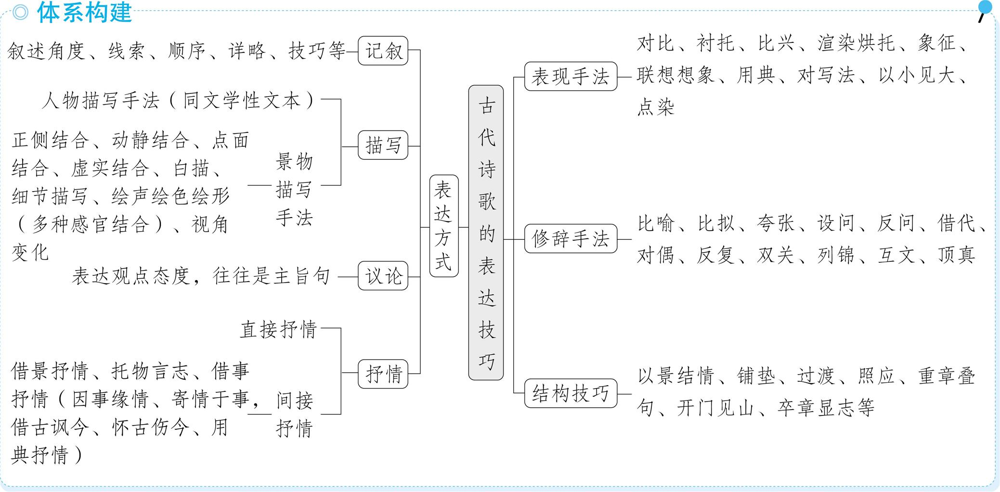 体系构建
叙述角度、线索、顺序、详略、技巧等
记叙
人物描写手法（同文学性文本）
正侧结合、动静结合、点面
结合、虚实结合、白描、
细节描写、绘声绘色绘形
（多种感官结合）、视角
变化
景物
描写
手法
描写
表达观点态度，往往是主旨句
议论
直接抒情
借景抒情、托物言志、借事
抒情（因事缘情、寄情于事，
借古讽今、怀古伤今、用
典抒情）
间接
抒情
抒情
表达方式
古代诗歌的表达技巧
表现手法
对比、衬托、比兴、渲染烘托、象征、
联想想象、用典、对写法、以小见大、
点染
修辞手法
比喻、比拟、夸张、设问、反问、借代、
对偶、反复、双关、列锦、互文、顶真
结构技巧
以景结情、铺垫、过渡、照应、重章叠
句、开门见山、卒章显志等